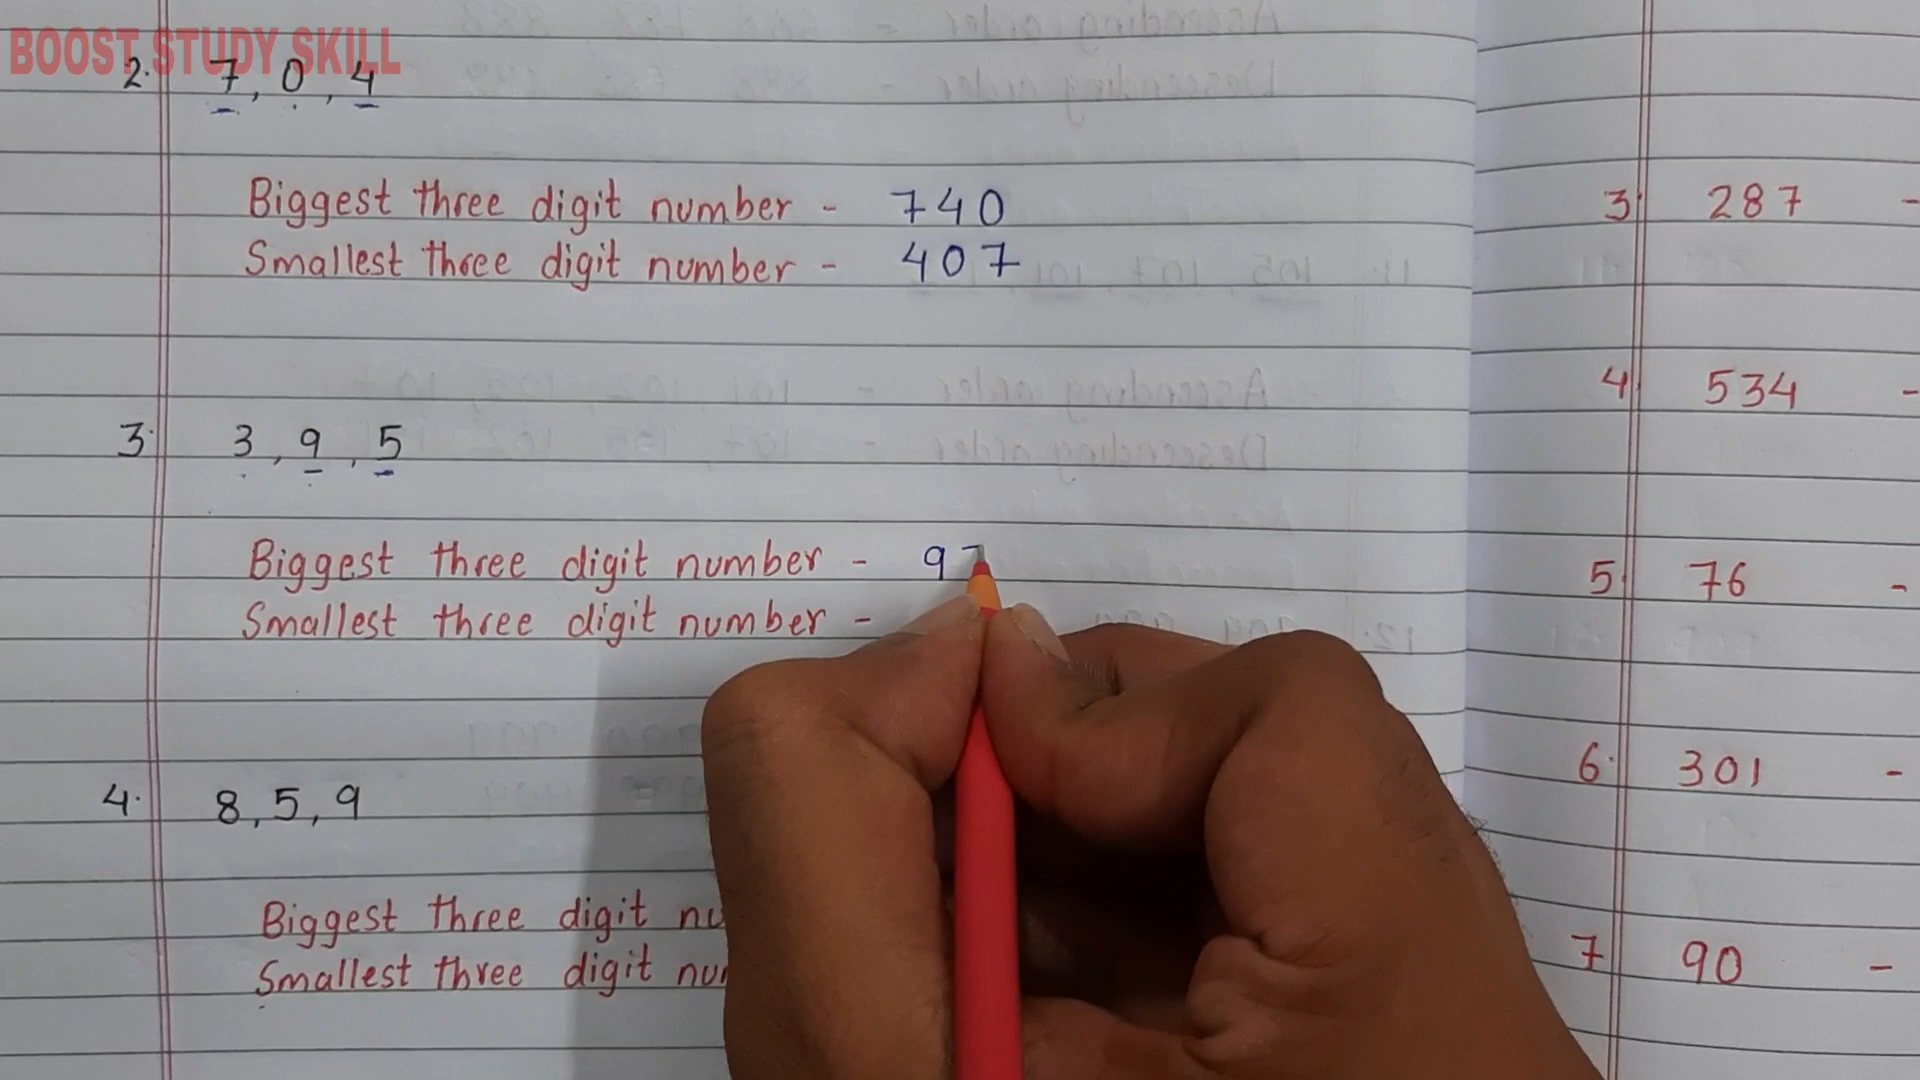 BOOST STUDY SKILL
2. 7, 0, 4
Biggest three digit number - 740
Smallest three digit number - 407
3. 3, 9, 5
Biggest three digit number - 9
Smallest three digit number -
4. 8, 5, 9
Biggest three digit
Smallest three digit
3. 287 -
4. 534 -
5. 76 -
6. 301 -
7 90 -